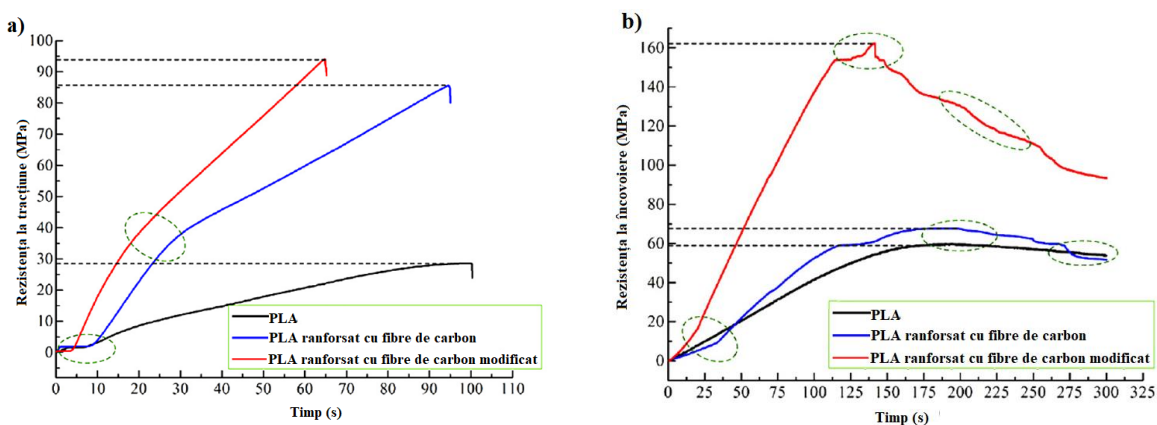 a)
100
90
80
70
60
50
40
30
20
10
0
Rezistența la tracțiune (MPa)
PLA
PLA ranforsat cu fibre de carbon
PLA ranforsat cu fibre de carbon modificat
0 10 20 30 40 50 60 70 80 90 100 110
Timp (s)
b)
160
140
120
100
80
60
40
20
0
Rezistență la încovoiere (MPa)
PLA
PLA ranforsat cu fibre de carbon
PLA ranforsat cu fibre de carbon modificat
0 25 50 75 100 125 150 175 200 225 250 275 300 325
Timp (s)